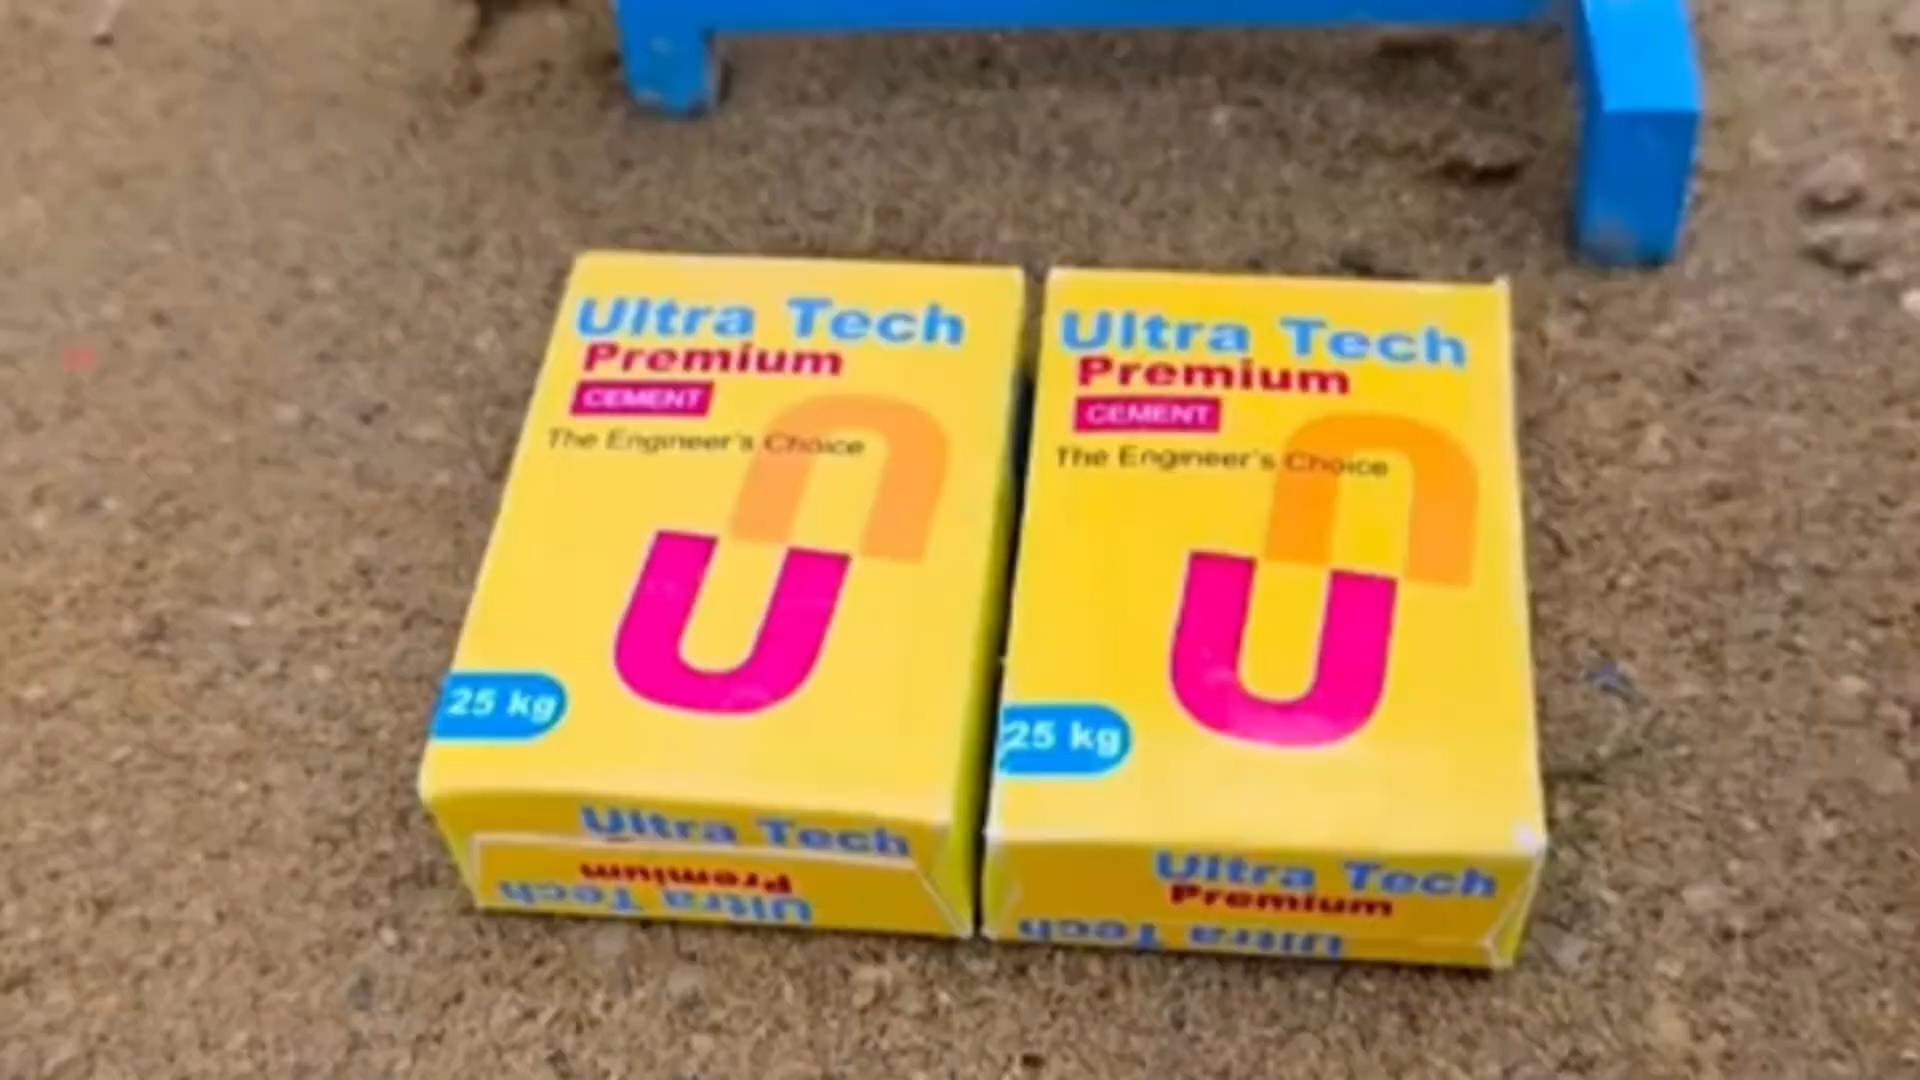 Ultra Tech
Premium
CEMENT
The Engineer's Choice
25 kg
Ultra Tech
Premium
Ultra Tech
Ultra Tech
Premium
CEMENT
The Engineer's Choice
25 kg
Ultra Tech
Premium
Ultra Tech